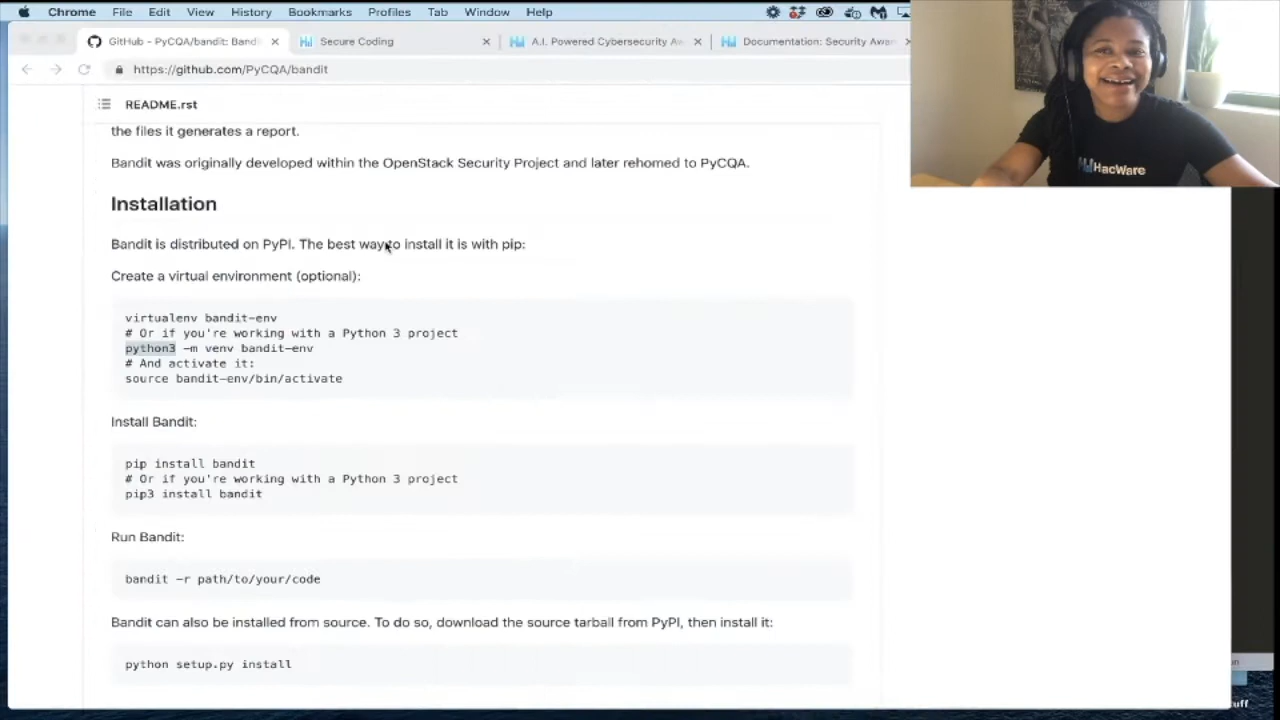 Chrome File Edit View History Bookmarks Profiles Tab Window Help
GitHub - PyCQA/bandit: Bandi
Secure Coding
A.I. Powered Cybersecurity Aw
Documentation: Security Awar
https://github.com/PyCQA/bandit
HacWare
README.rst
the files it generates a report.
Bandit was originally developed within the OpenStack Security Project and later rehomed to PyCQA.
Installation
Bandit is distributed on PyPI. The best way to install it is with pip:
Create a virtual environment (optional):
virtualenv bandit-env
# Or if you're working with a Python 3 project
python3 -m venv bandit-env
# And activate it:
source bandit-env/bin/activate
Install Bandit:
pip install bandit
# Or if you're working with a Python 3 project
pip3 install bandit
Run Bandit:
bandit -r path/to/your/code
Bandit can also be installed from source. To do so, download the source tarball from PyPI, then install it:
python setup.py install